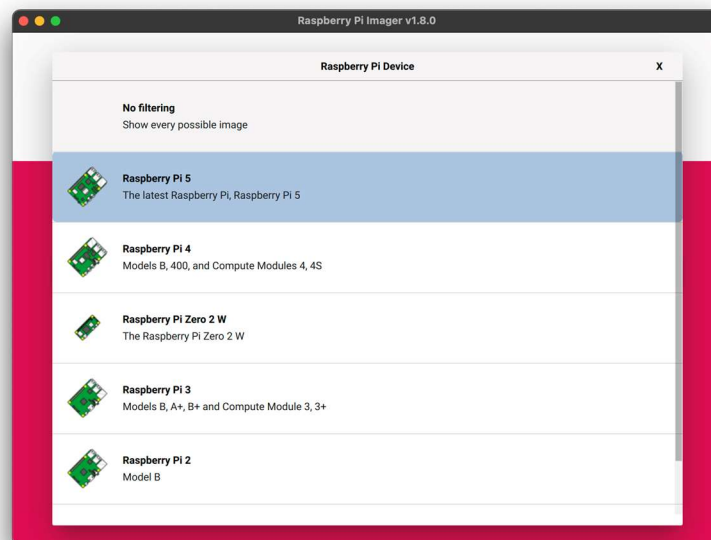 Raspberry Pi Imager v1.8.0
Raspberry Pi Device X
No filtering
Show every possible image
Raspberry Pi 5
The latest Raspberry Pi, Raspberry Pi 5
Raspberry Pi 4
Models B, 400, and Compute Modules 4, 4S
Raspberry Pi Zero 2 W
The Raspberry Pi Zero 2 W
Raspberry Pi 3
Models B, A+, B+ and Compute Module 3, 3+
Raspberry Pi 2
Model B